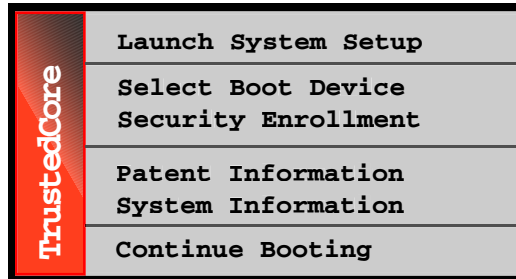 TrustedCore
Launch System Setup
Select Boot Device
Security Enrollment
Patent Information
System Information
Continue Booting